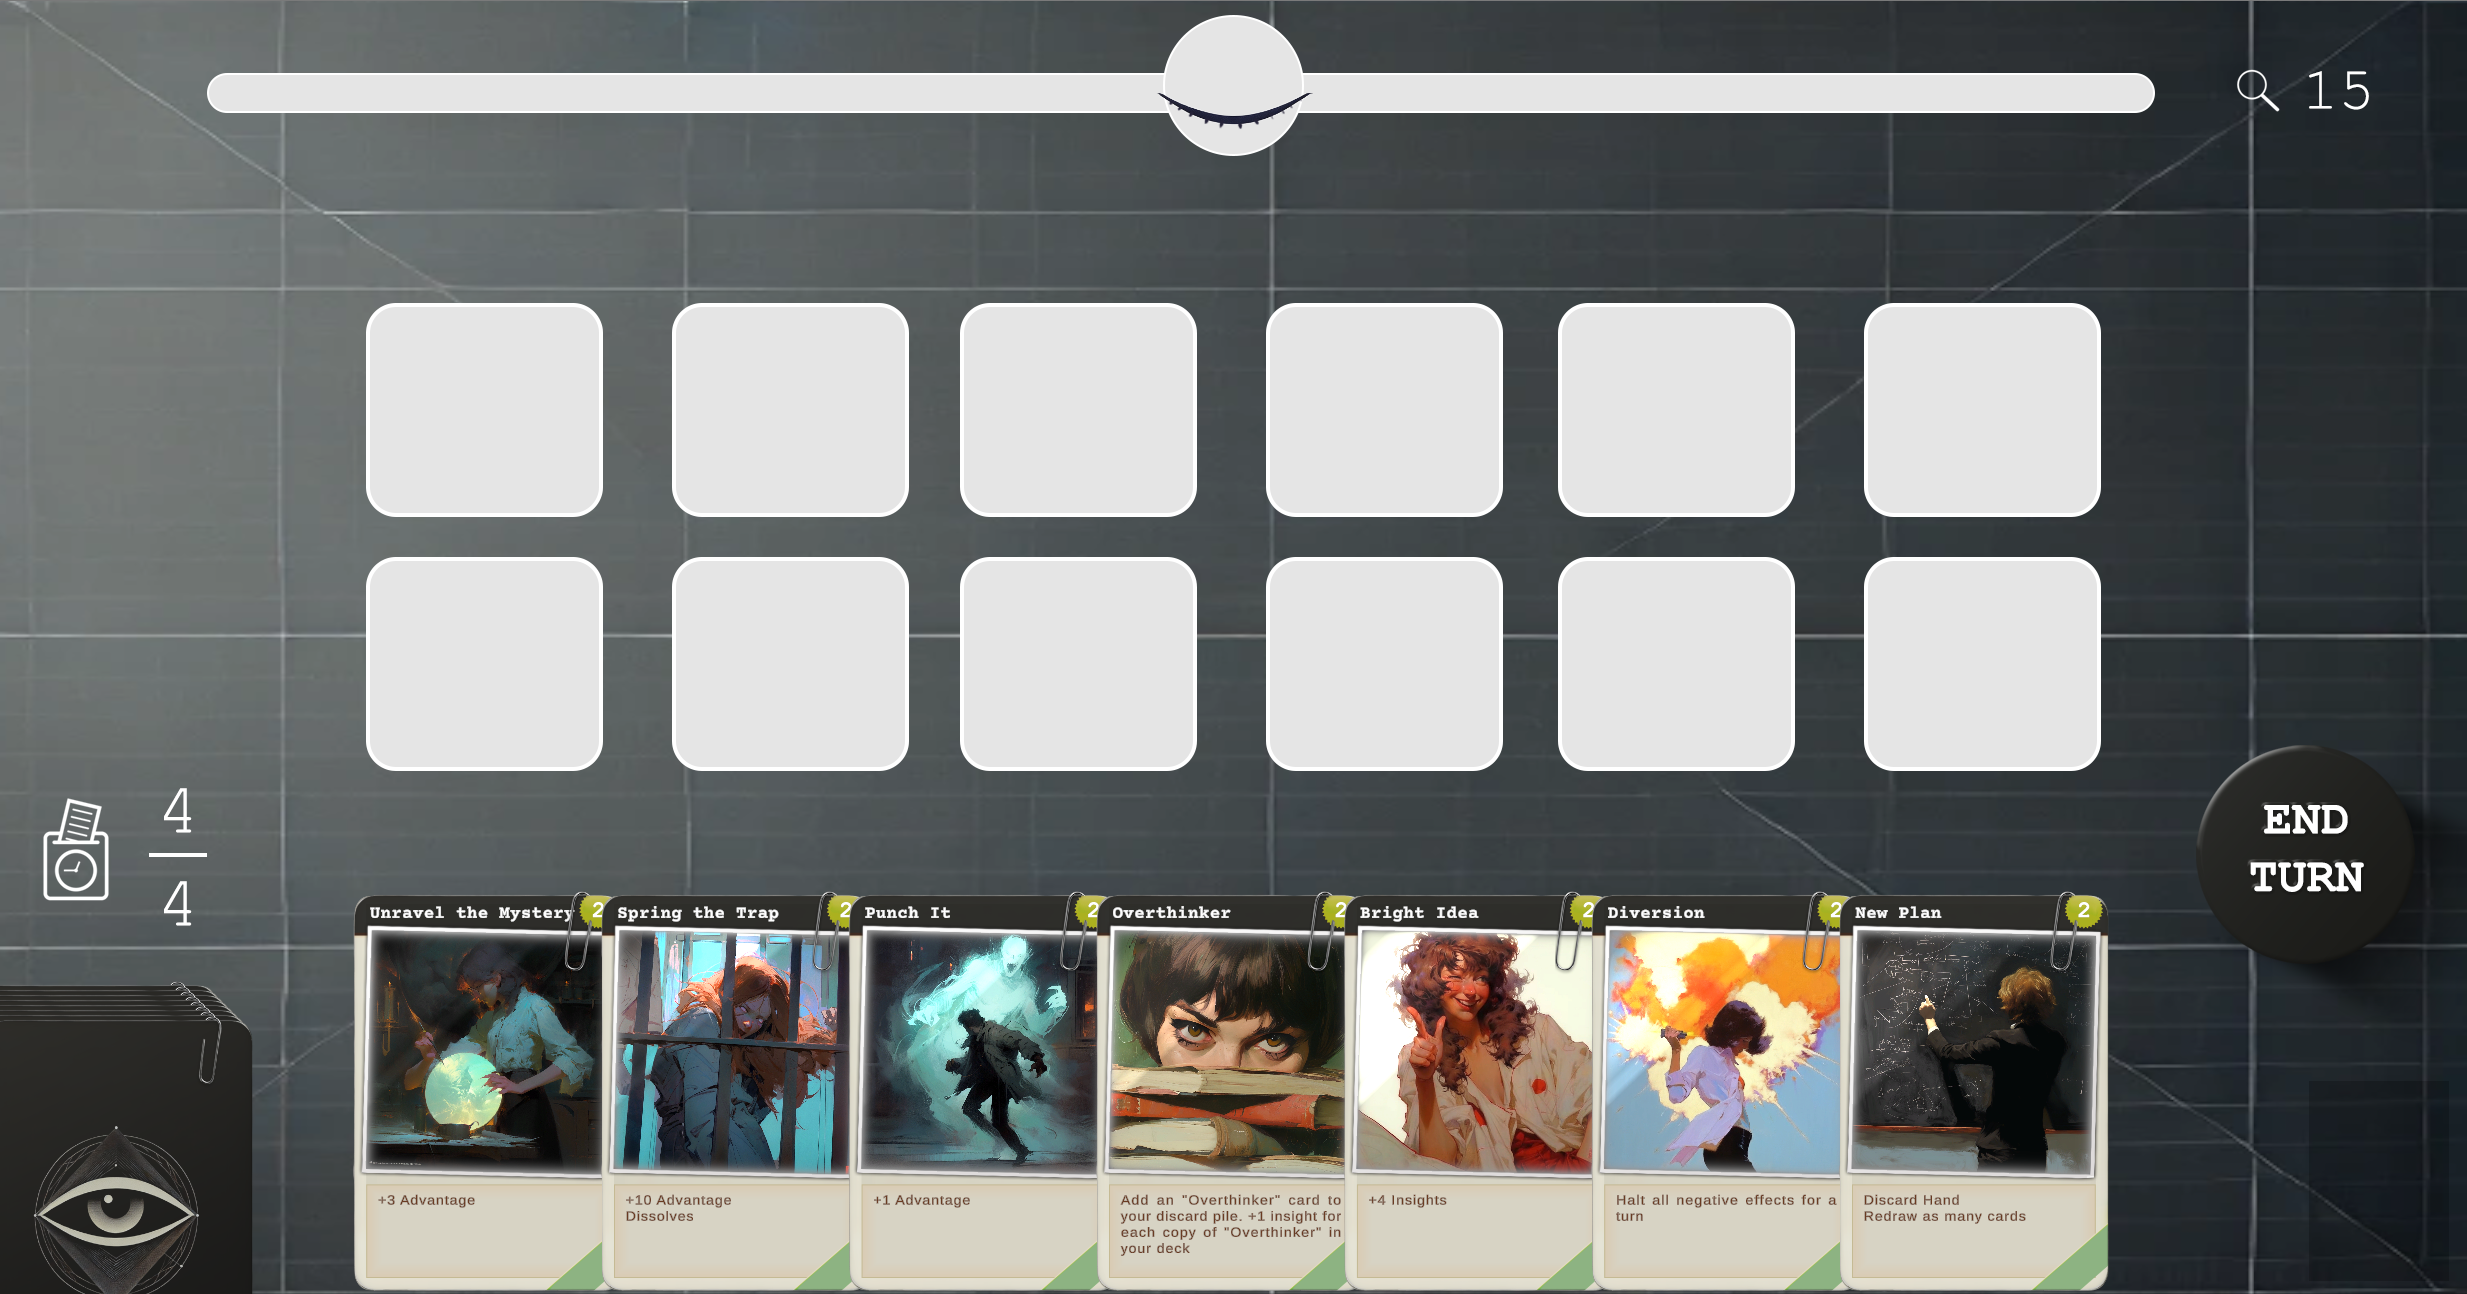 15
4
4
END
TURN
Unravel the Mystery
2
+3 Advantage
Spring the Trap
2
+10 Advantage
Dissolves
Punch It
2
+1 Advantage
Overthinker
2
Add an "Overthinker" card to
your discard pile. +1 insight for
each copy of "Overthinker" in
your deck
Bright Idea
2
+4 Insights
Diversion
2
Halt all negative effects for a
turn
New Plan
2
Discard Hand
Redraw as many cards